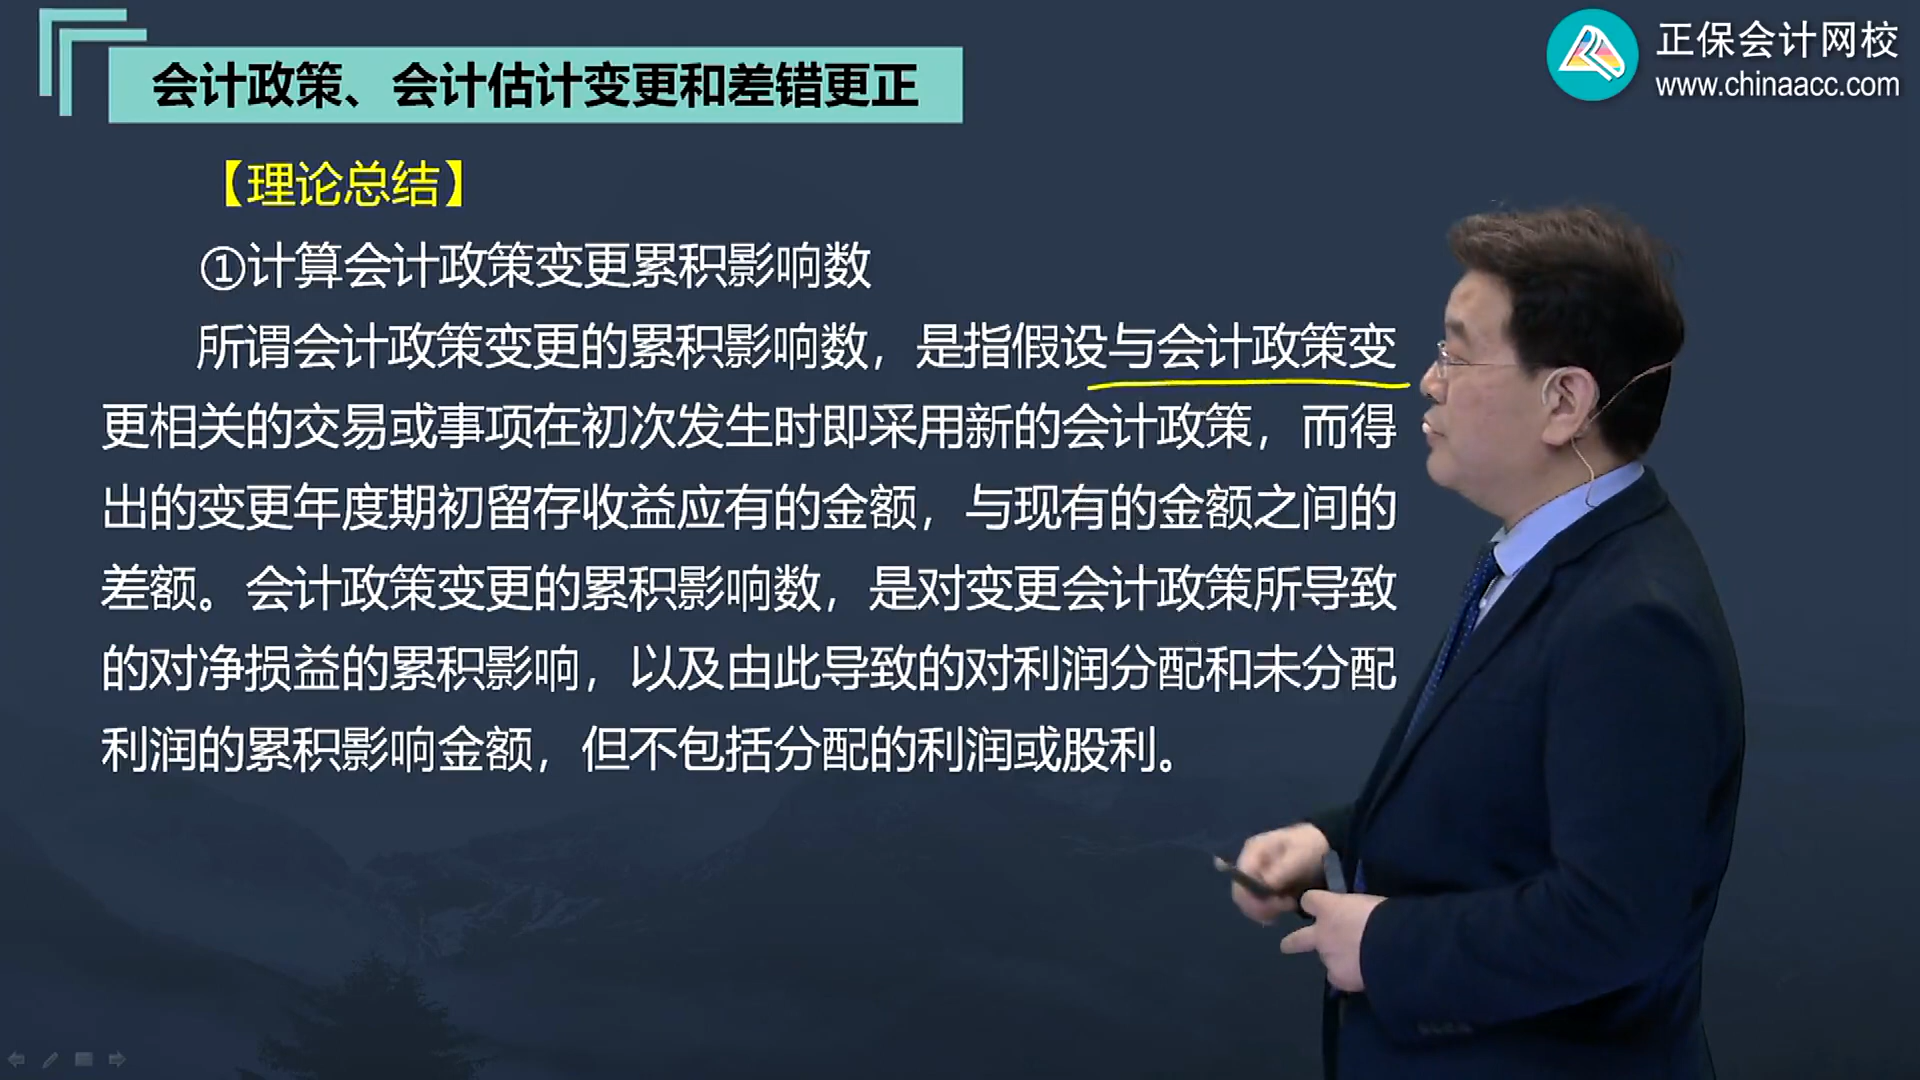 正保会计网校
www.chinaacc.com
会计政策、会计估计变更和差错更正
【理论总结】
①计算会计政策变更累积影响数
所谓会计政策变更的累积影响数，是指假设与会计政策变
更相关的交易或事项在初次发生时即采用新的会计政策，而得
出的变更年度期初留存收益应有的金额，与现有的金额之间的
差额。会计政策变更的累积影响数，是对变更会计政策所导致
的对净损益的累积影响，以及由此导致的对利润分配和未分配
利润的累积影响金额，但不包括分配的利润或股利。